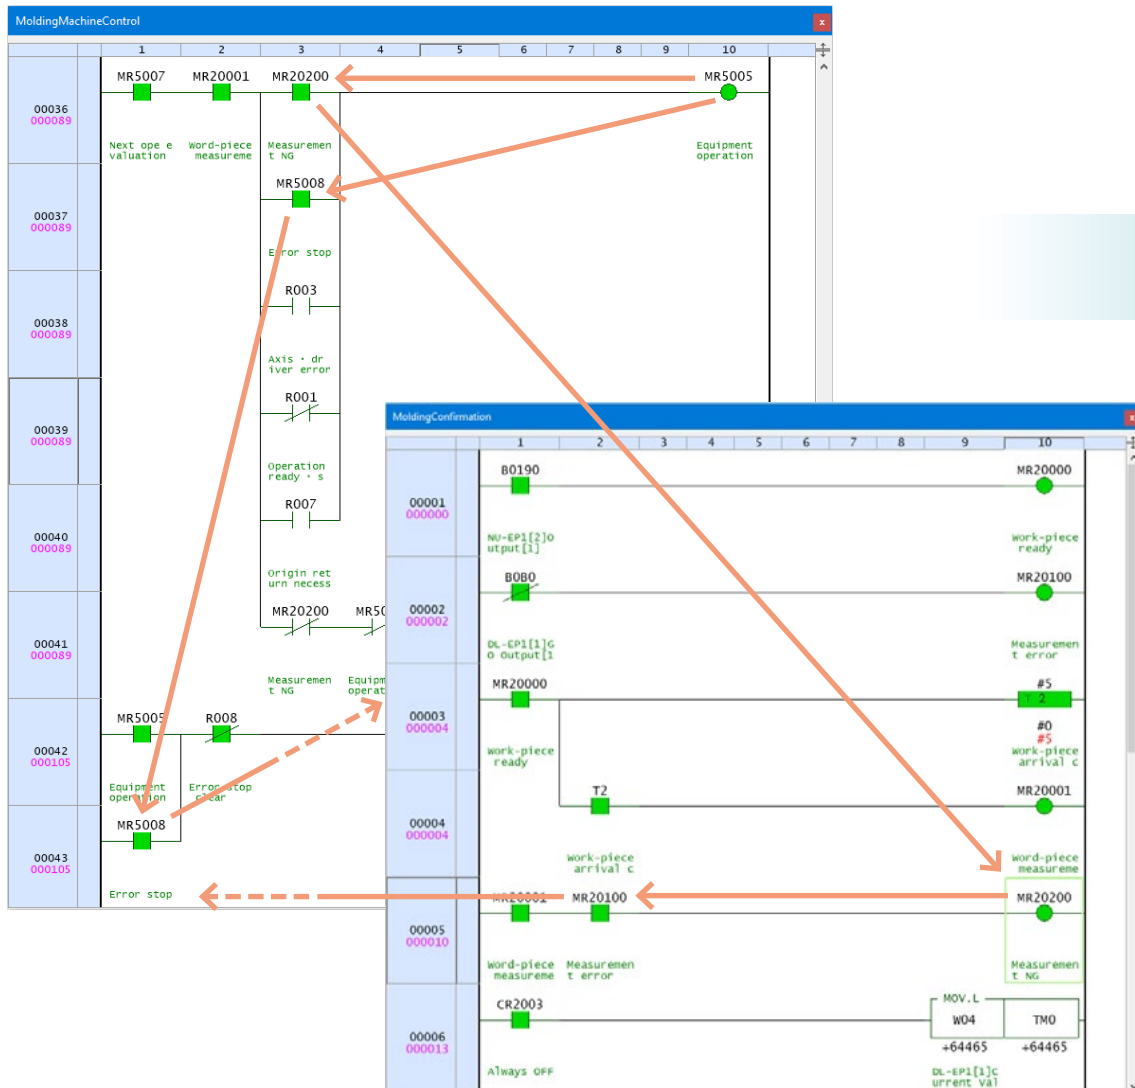 MoldingMachineControl
1 2 3 4 5 6 7 8 9 10
MR5007 MR20001 MR20200 MR5005
00036
000089
Next ope e Word-piece Measuremen Equipment
valuation measureme t NG operation
MR5008
00037
000089
Error stop
R003
00038
000089
Axis・dr
iver error
R001
00039
000089
Operation
ready・s
R007
00040
000089
Origin ret
urn necess
MR20200 MR50
00041
000089
Measuremen Equipm
t NG operat
MR5005 R008
00042
000105
Equipment Error stop
operation clear
MR5008
00043
000105
Error stop
MoldingConfirmation
1 2 3 4 5 6 7 8 9 10
B0190 MR20000
00001
000000
NU-EP1[2]O Work-piece
utput[1] ready
B0B0 MR20100
00002
000002
DL-EP1[1]G Measuremen
O Output[1 t error
MR20000 #5
T 2
00003
000004
#0
#5
Work-piece Work-piece
ready arrival c
T2 MR20001
00004
000004
Work-piece Word-piece
arrival c measureme
MR20001 MR20100 MR20200
00005
000010
Word-piece Measuremen Measuremen
measureme t error t NG
CR2003 MOV.L
W04 TM0
00006
000013
+64465 +64465
Always OFF DL-EP1[1]C
urrent Val